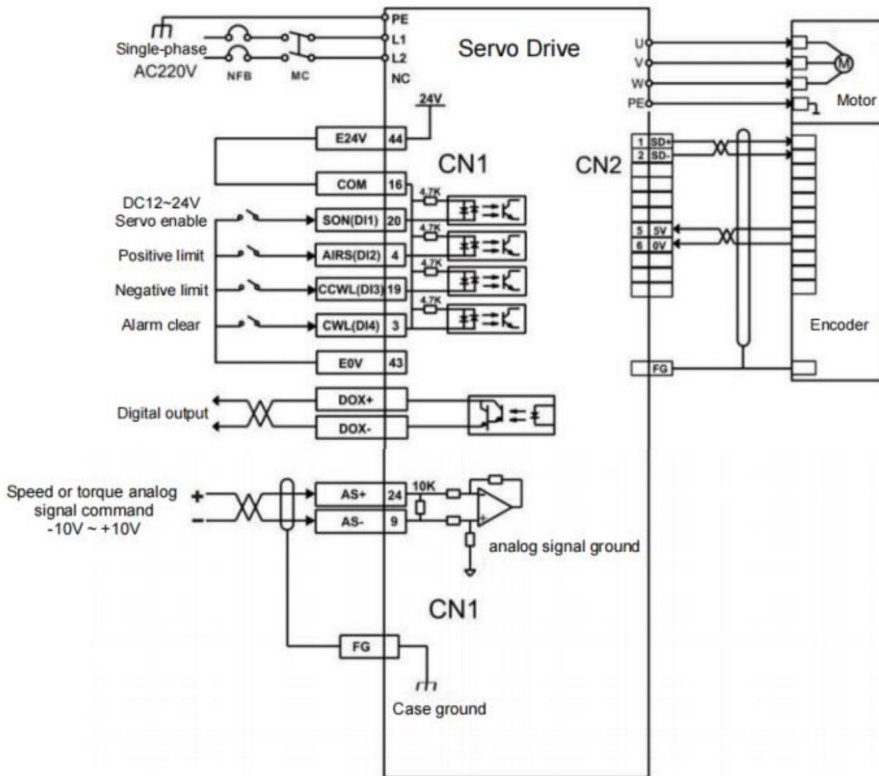 PE
L1
L2
NC
Single-phase
AC220V
NFB
MC
Servo Drive
U
V
W
PE
M
Motor
24V
E24V 44
CN1
CN2
COM 16
4.7K
DC12~24V
Servo enable
SON(DI1) 20
4.7K
Positive limit
AIRS(DI2) 4
4.7K
Negative limit
CCWL(DI3) 19
4.7K
Alarm clear
CWL(DI4) 3
E0V 43
1 SD+
2 SD-
5 5V
6 0V
Encoder
FG
Digital output
DOX+
DOX-
Speed or torque analog
signal command
-10V ~ +10V
+
−
AS+ 24
AS- 9
10K
-
+
analog signal ground
CN1
FG
Case ground